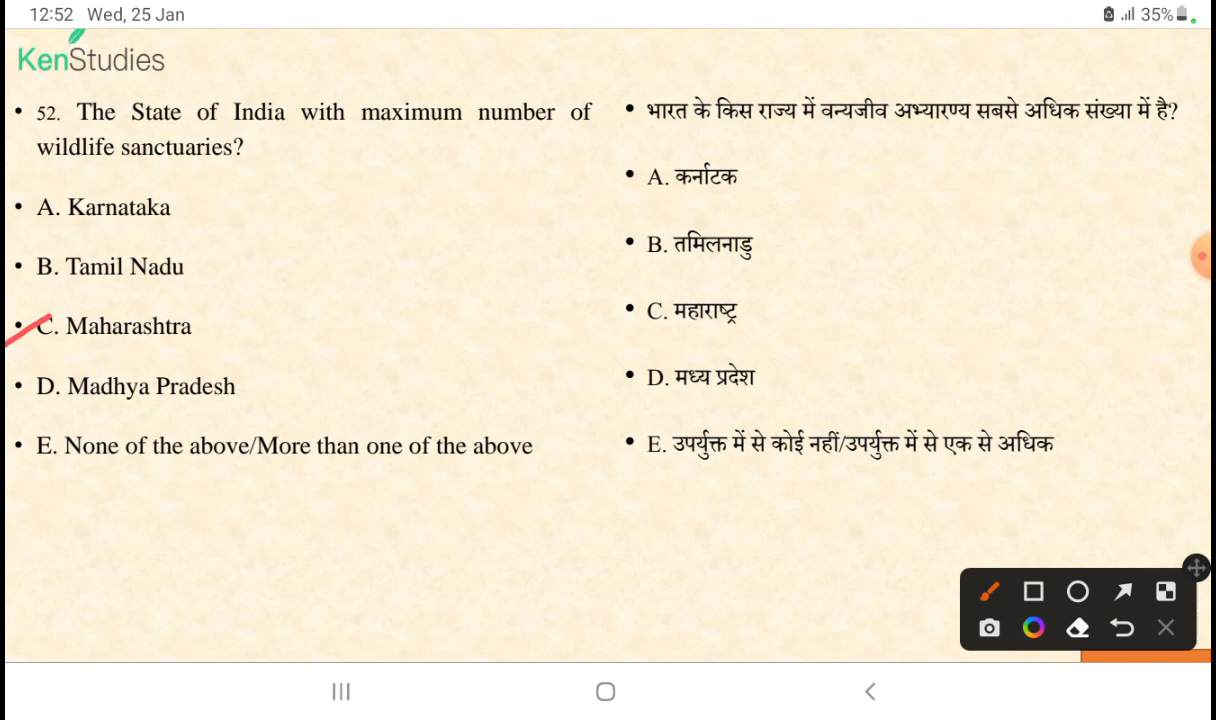 12:52 Wed, 25 Jan
35%
KenStudies
• 52. The State of India with maximum number of
wildlife sanctuaries?
• A. Karnataka
• B. Tamil Nadu
• C. Maharashtra
• D. Madhya Pradesh
• E. None of the above/More than one of the above
• भारत के किस राज्य में वन्यजीव अभ्यारण्य सबसे अधिक संख्या में है?
• A. कर्नाटक
• B. तमिलनाडु
• C. महाराष्ट्र
• D. मध्य प्रदेश
• E. उपर्युक्त में से कोई नहीं/उपर्युक्त में से एक से अधिक